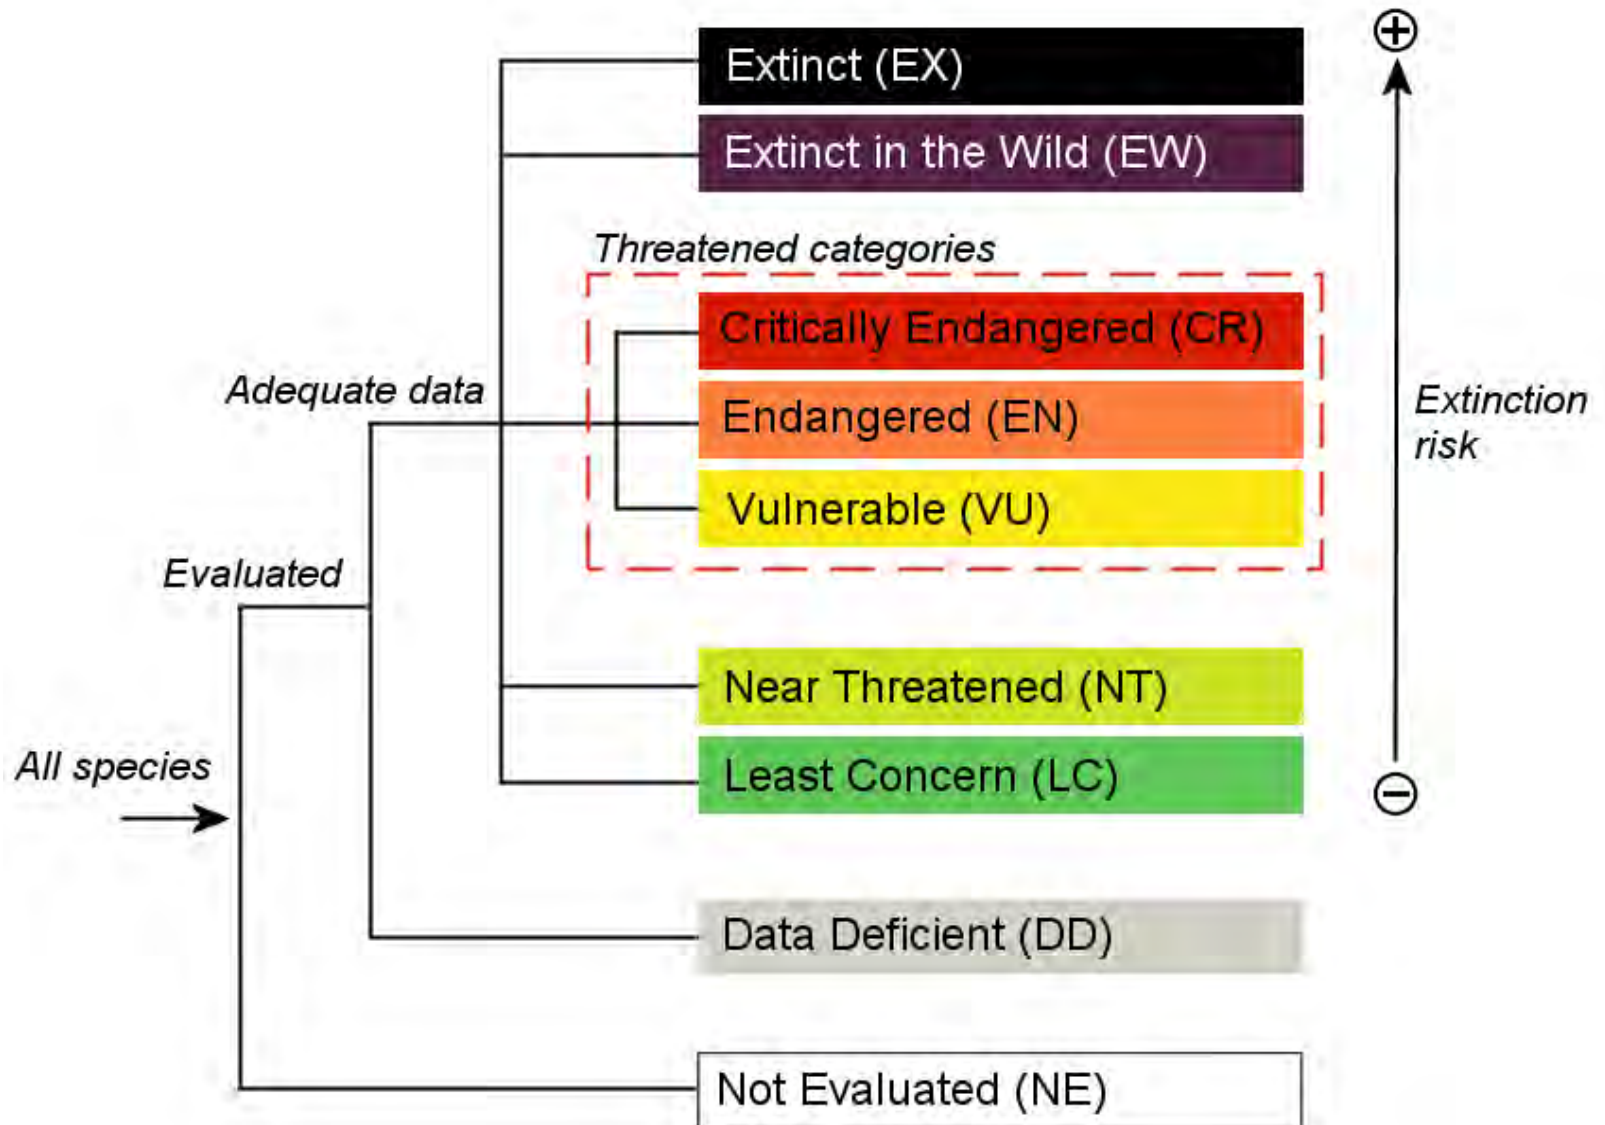 Extinct (EX)
Extinct in the Wild (EW)
Threatened categories
Critically Endangered (CR)
Adequate data
Endangered (EN)
Extinction
risk
Vulnerable (VU)
Evaluated
Near Threatened (NT)
All species
Least Concern (LC)
Data Deficient (DD)
Not Evaluated (NE)